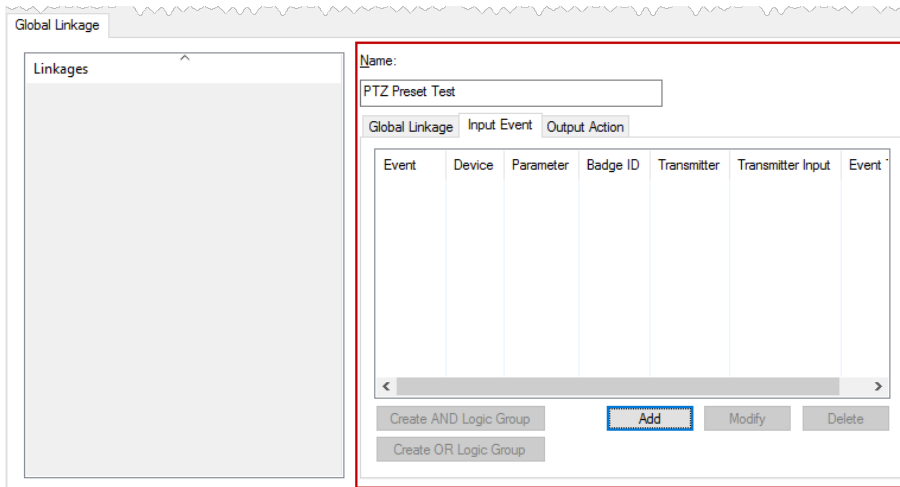 Global Linkage
Linkages
Name:
PTZ Preset Test
Global Linkage Input Event Output Action
Event Device Parameter Badge ID Transmitter Transmitter Input Event
Create AND Logic Group Add Modify Delete
Create OR Logic Group